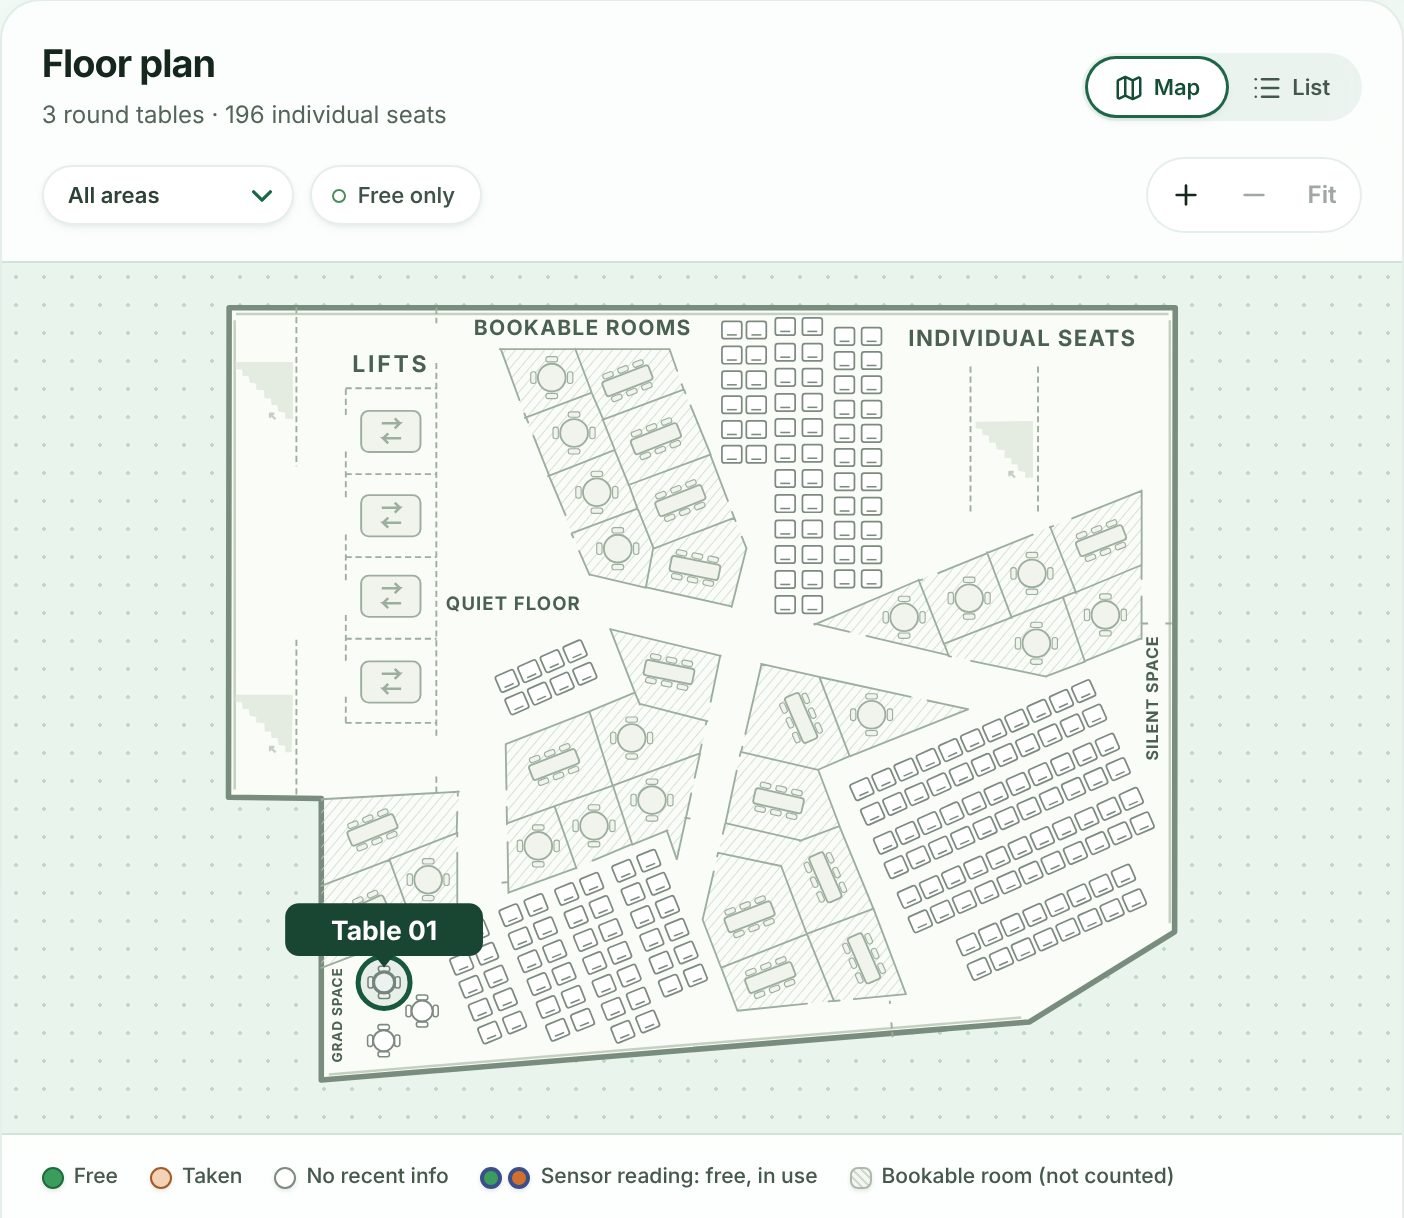 Floor plan
3 round tables · 196 individual seats
Map
List
All areas
Free only
Fit
BOOKABLE ROOMS
INDIVIDUAL SEATS
LIFTS
QUIET FLOOR
SILENT SPACE
Table 01
GRAD SPACE
Free
Taken
No recent info
Sensor reading: free, in use
Bookable room (not counted)